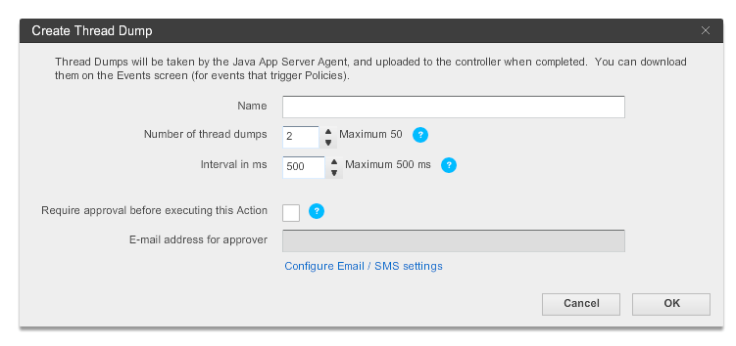 Create Thread Dump
Thread Dumps will be taken by the Java App Server Agent, and uploaded to the controller when completed. You can download
them on the Events screen (for events that trigger Policies).
Name
Number of thread dumps 2 Maximum 50 ?
Interval in ms 500 Maximum 500 ms ?
Require approval before executing this Action ?
E-mail address for approver
Configure Email / SMS settings
Cancel OK